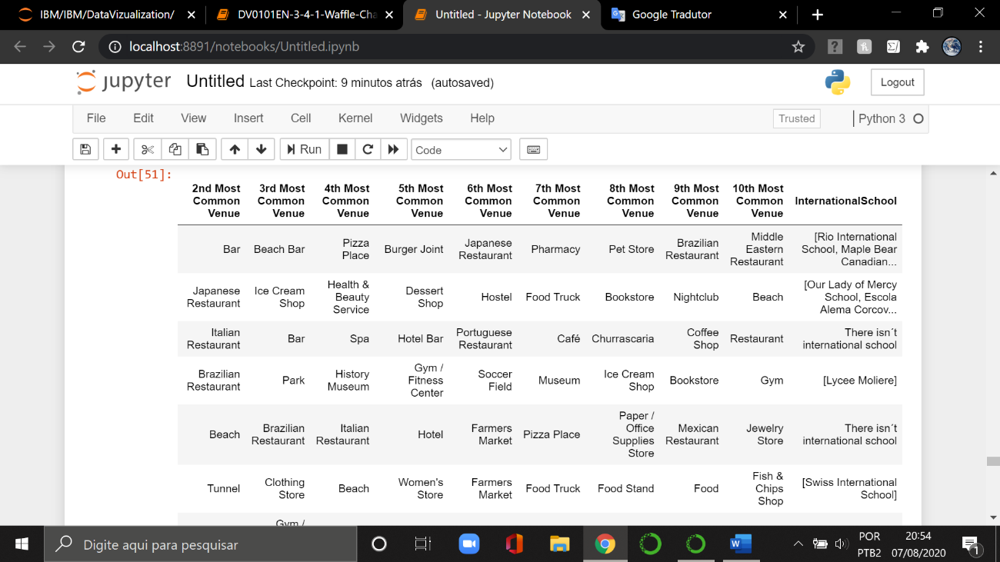 IBM/IBM/DataVizualization/
DV0101EN-3-4-1-Waffle-Cha
Untitled - Jupyter Notebook
Google Tradutor
localhost:8891/notebooks/Untitled.ipynb
jupyter Untitled Last Checkpoint: 9 minutos atrás (autosaved)
Logout
File Edit View Insert Cell Kernel Widgets Help
Trusted
Python 3
Run
Code
Out[51]:
2nd Most 3rd Most 4th Most 5th Most 6th Most 7th Most 8th Most 9th Most 10th Most
Common Common Common Common Common Common Common Common Common InternationalSchool
Venue Venue Venue Venue Venue Venue Venue Venue Venue
Bar Beach Bar Pizza Place Burger Joint Japanese Restaurant Pharmacy Pet Store Brazilian Restaurant Middle Eastern Restaurant [Rio International School, Maple Bear Canadian...
Japanese Restaurant Ice Cream Shop Health & Beauty Service Dessert Shop Hostel Food Truck Bookstore Nightclub Beach [Our Lady of Mercy School, Escola Alema Corcov...
Italian Restaurant Bar Spa Hotel Bar Portuguese Restaurant Café Churrascaria Coffee Shop Restaurant There isn´t international school
Brazilian Restaurant Park History Museum Gym / Fitness Center Soccer Field Museum Ice Cream Shop Bookstore Gym [Lycee Moliere]
Beach Brazilian Restaurant Italian Restaurant Hotel Farmers Market Pizza Place Paper / Office Supplies Store Mexican Restaurant Jewelry Store There isn´t international school
Tunnel Clothing Store Beach Women's Store Farmers Market Food Truck Food Stand Food Fish & Chips Shop [Swiss International School]
Gym /
Digite aqui para pesquisar
POR
PTB2
20:54
07/08/2020
1